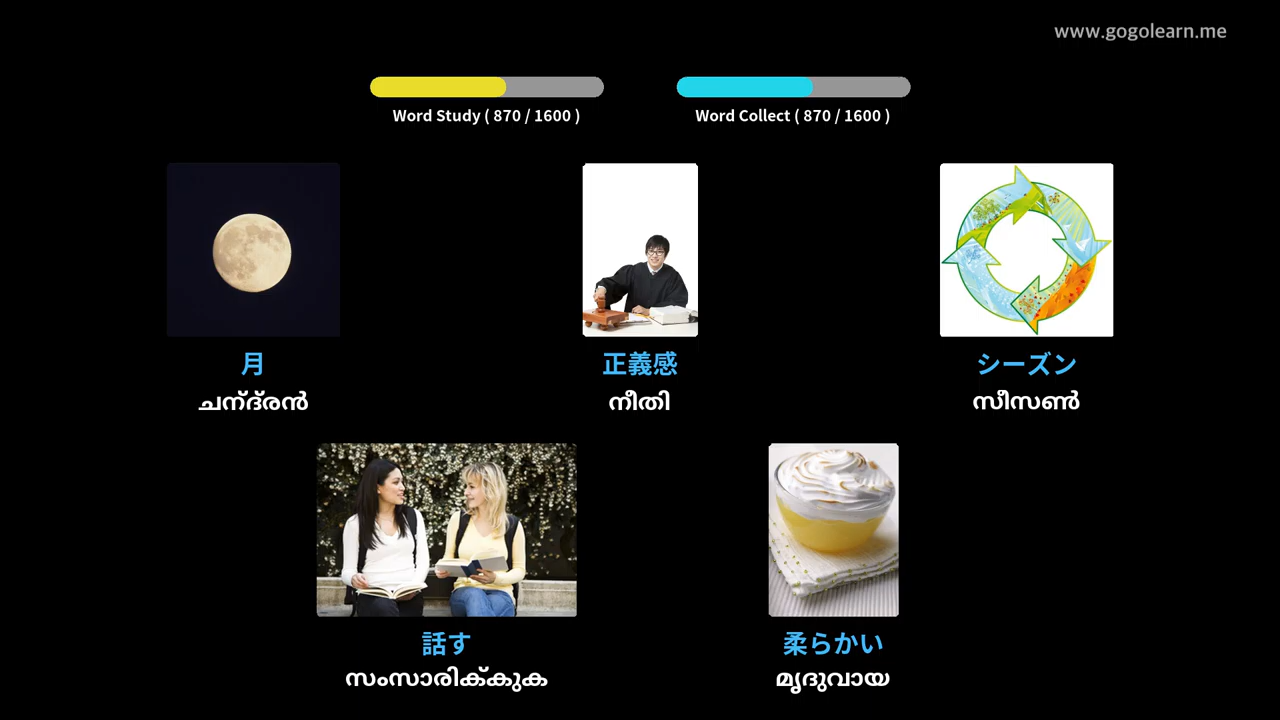 www.gogolearn.me
Word Study ( 870 / 1600 )
Word Collect ( 870 / 1600 )
月
正義感
シーズン
ചന്ദ്രൻ
നീതി
സീസൺ
話す
柔らかい
സംസാരിക്കുക
മൃദുവായ